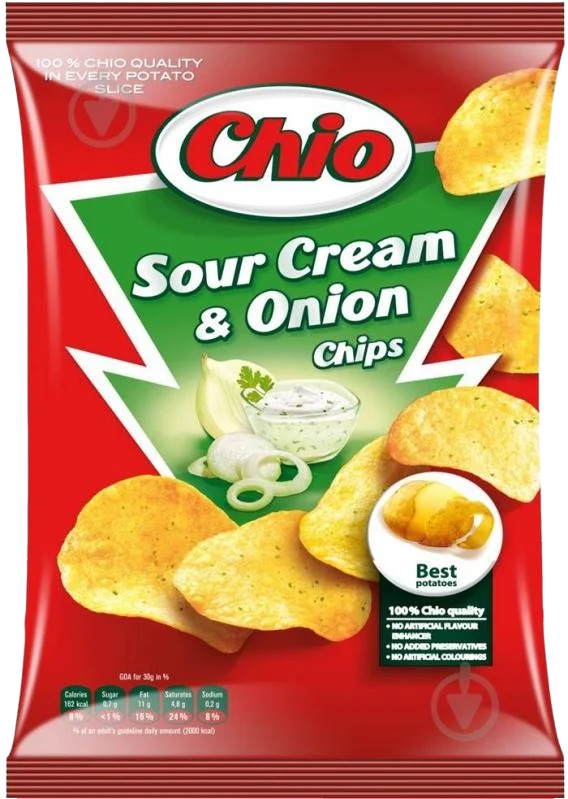 100 % CHIO QUALITY
IN EVERY POTATO
SLICE
Chio
Sour Cream
& Onion
Chips
Best
potatoes
100% Chio quality
• NO ARTIFICIAL FLAVOUR
ENHANCER
• NO ADDED PRESERVATIVES
• NO ARTIFICIAL COLOURINGS
GDA for 30g in %
Calories Sugar Fat Saturates Sodium
162 kcal 0,7 g 11 g 4,8 g 0,2 g
8% <1% 16% 24% 8%
% of an adult's guideline daily amount (2000 kcal)